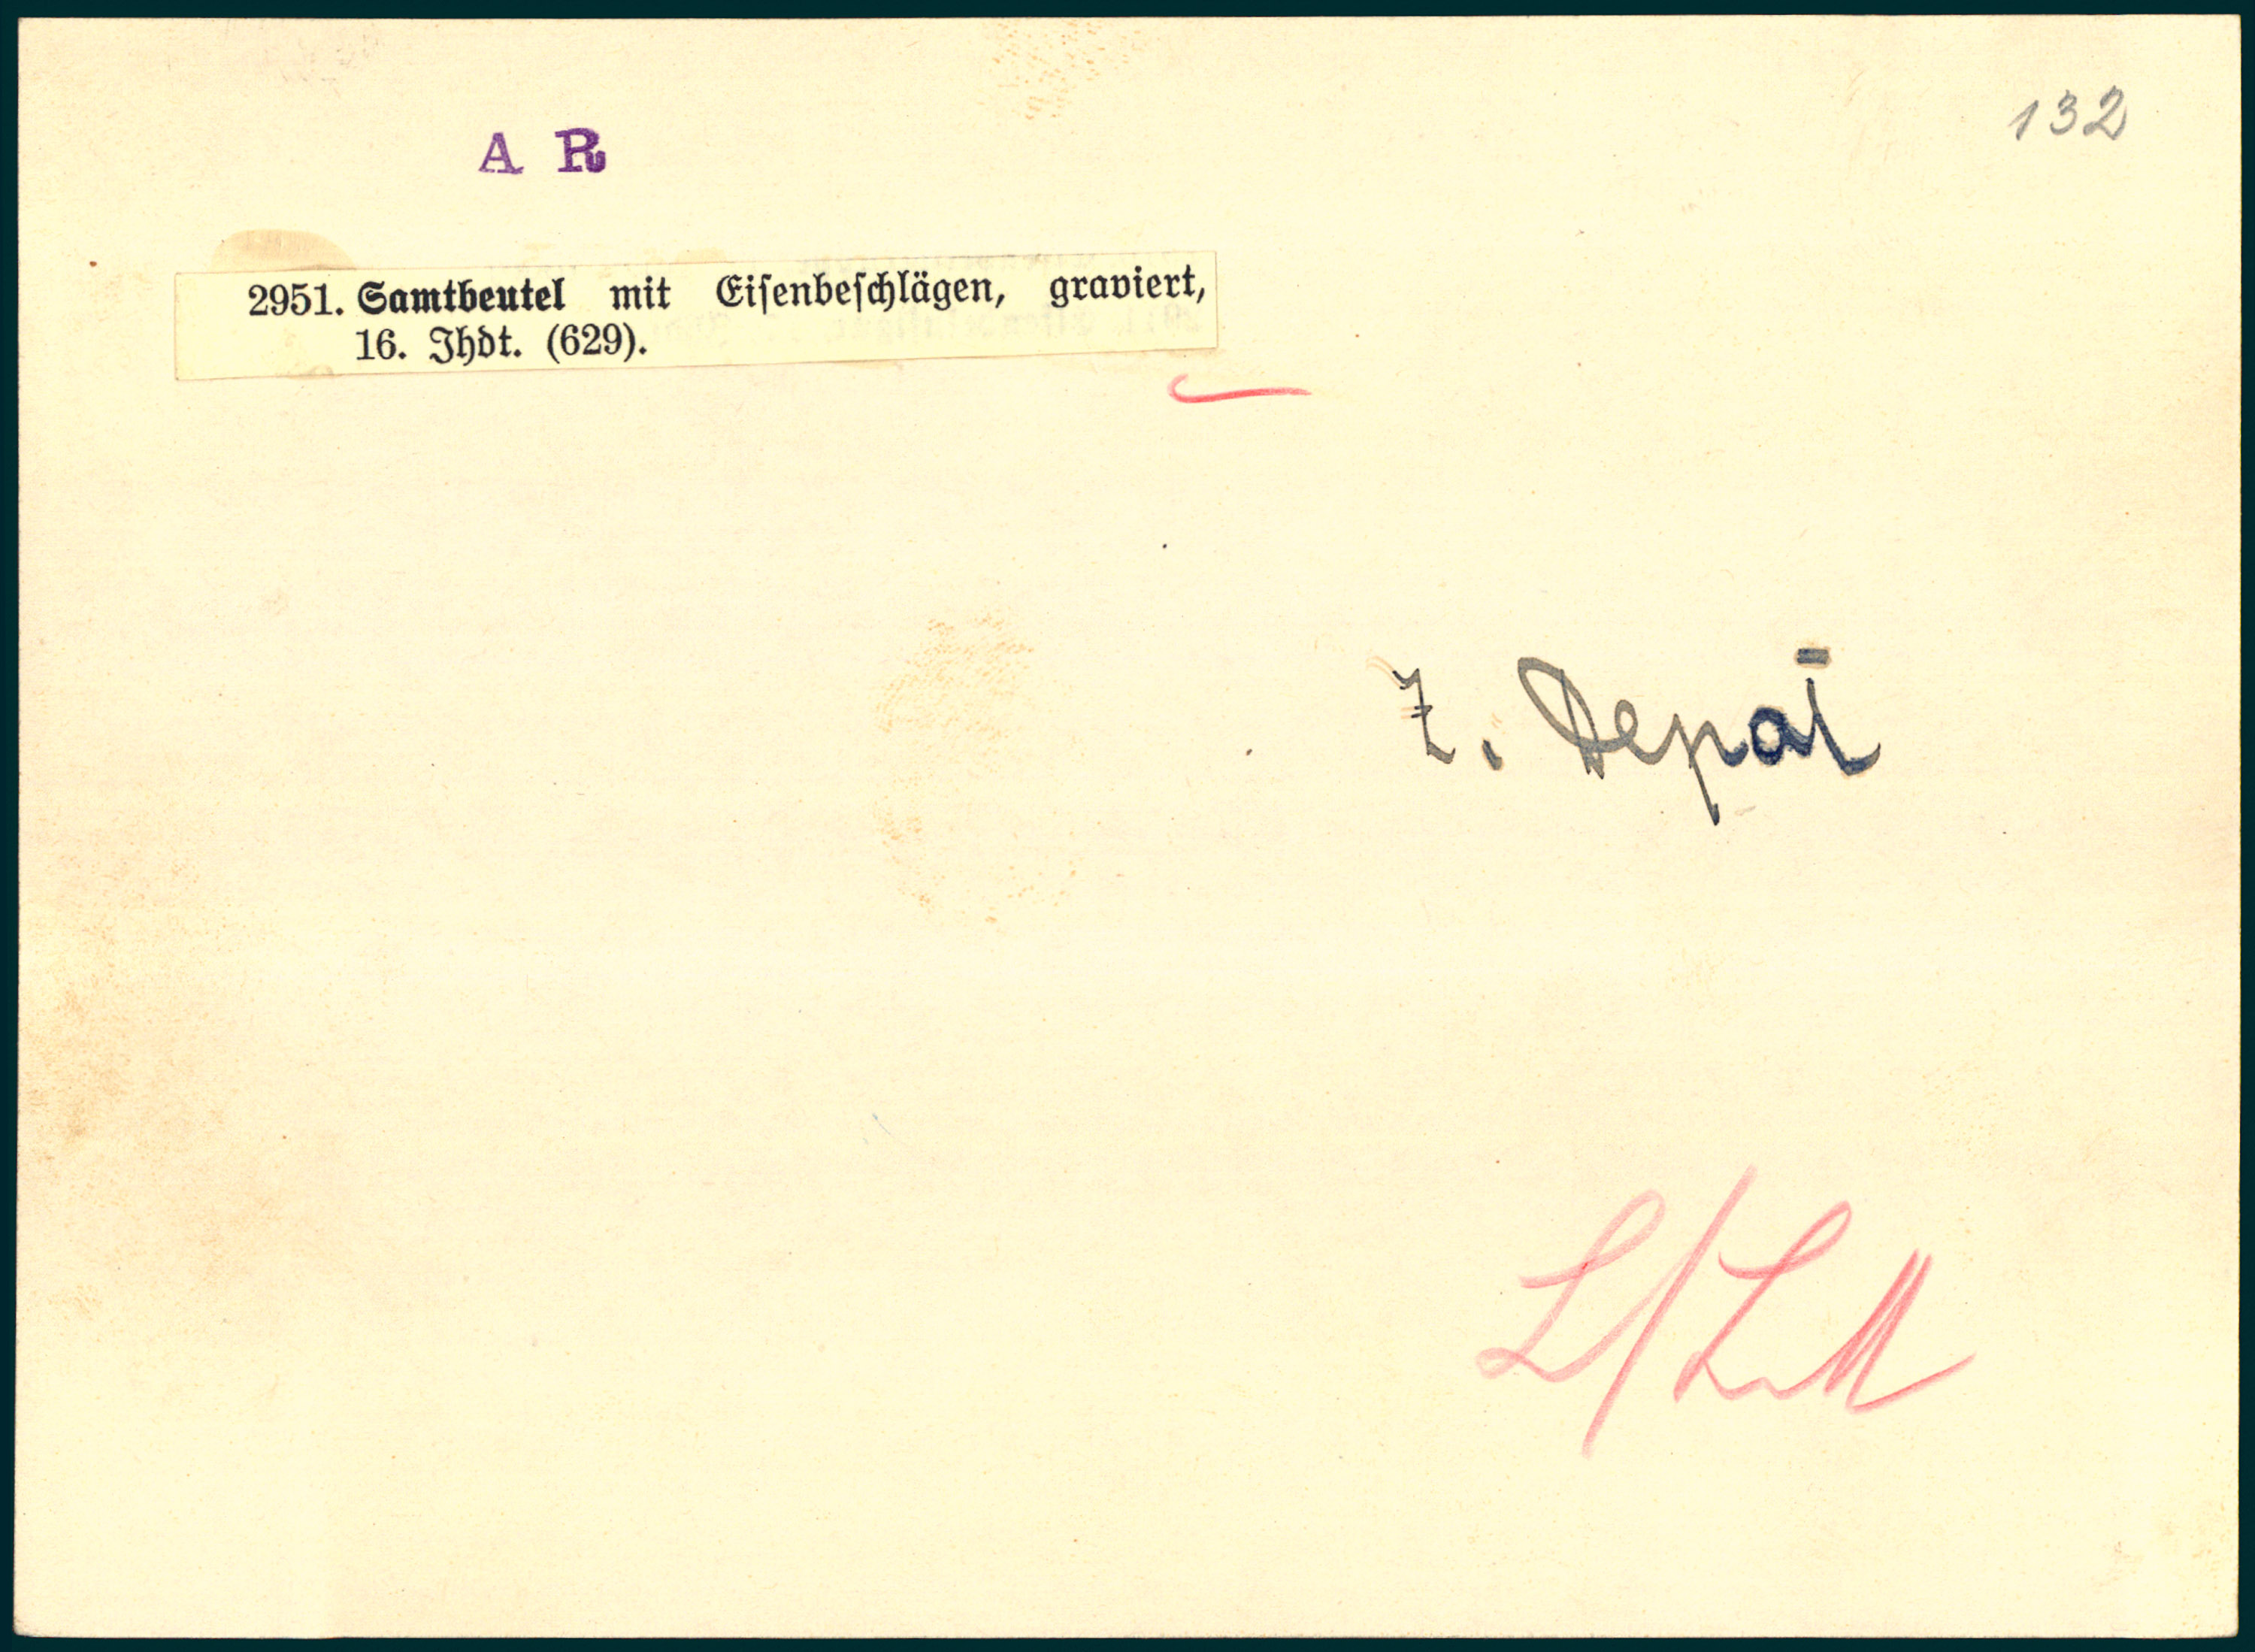 132
A R
2951. Samtbeutel mit Eiſenbeſchlägen, graviert,
16. Jhdt. (629).
Z. Depot